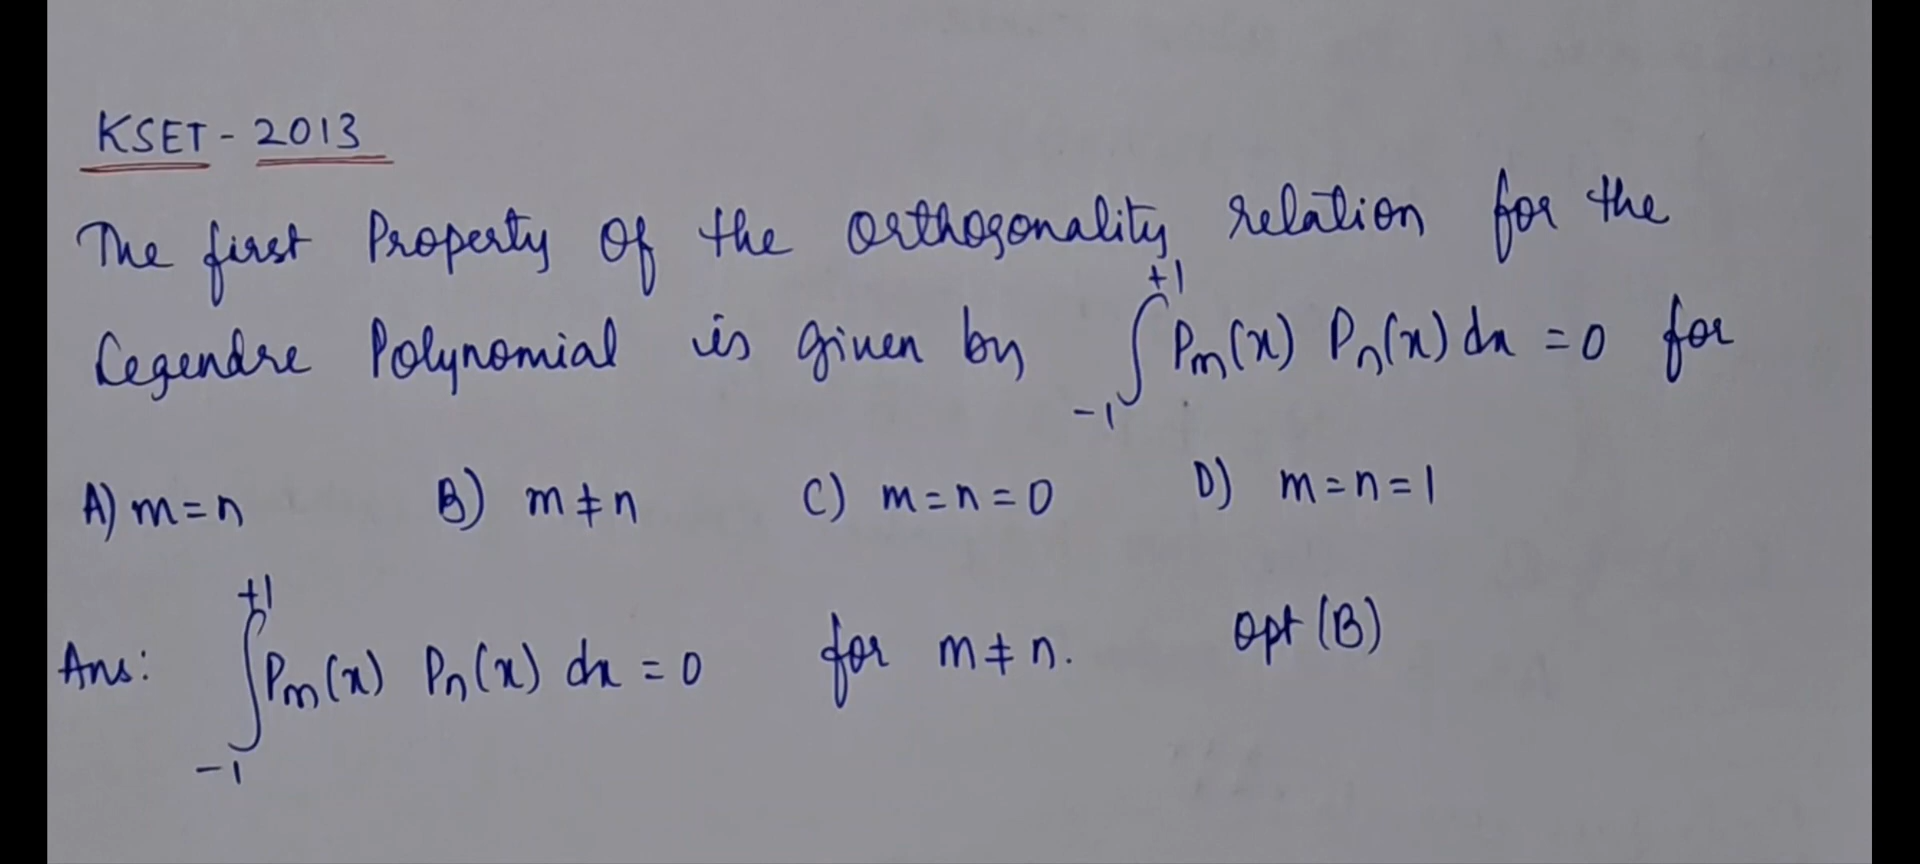 KSET - 2013
The first Property of the orthogonality relation for the
Legendre Polynomial is given by ∫₋₁⁺¹ Pm(x) Pn(x) dx = 0 for
A) m = n B) m ≠ n C) m = n = 0 D) m = n = 1
Ans: ∫₋₁⁺¹ Pm(x) Pn(x) dx = 0 for m ≠ n. opt (B)